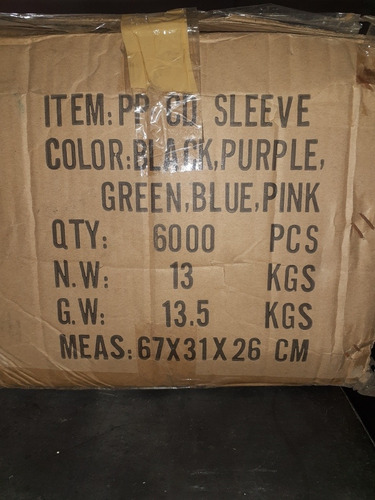 ITEM: PP CD SLEEVE
COLOR: BLACK, PURPLE,
GREEN, BLUE, PINK
QTY: 6000 PCS
N.W: 13 KGS
G.W: 13.5 KGS
MEAS: 67X31X26 CM